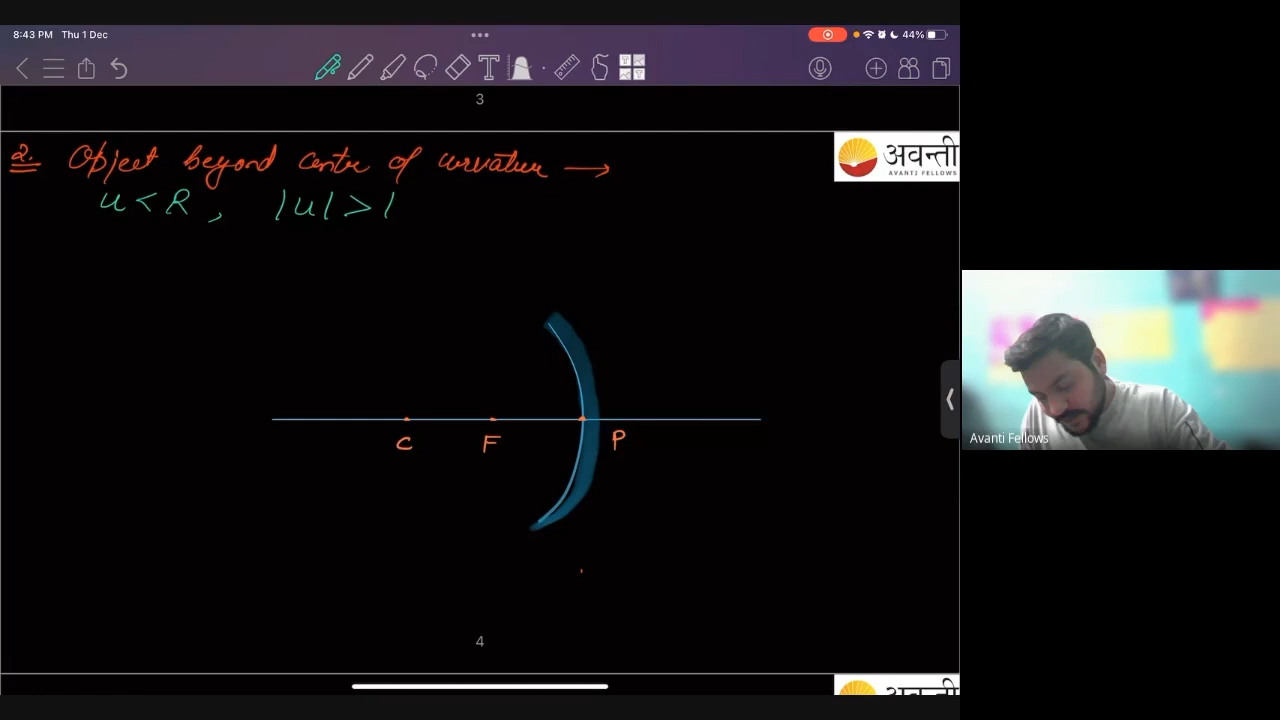 8:43 PM Thu 1 Dec
44%
3
2. Object beyond centre of curvature →
अवन्ती
AVANTI FELLOWS
u < R , |u| > |
C F P
Avanti Fellows
4
अवन्ती